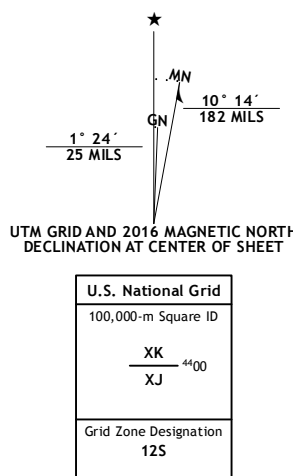 MN
GN
10° 14´
182 MILS
1° 24´
25 MILS
UTM GRID AND 2016 MAGNETIC NORTH
DECLINATION AT CENTER OF SHEET
U.S. National Grid
100,000-m Square ID
XK
4400
XJ
Grid Zone Designation
12S